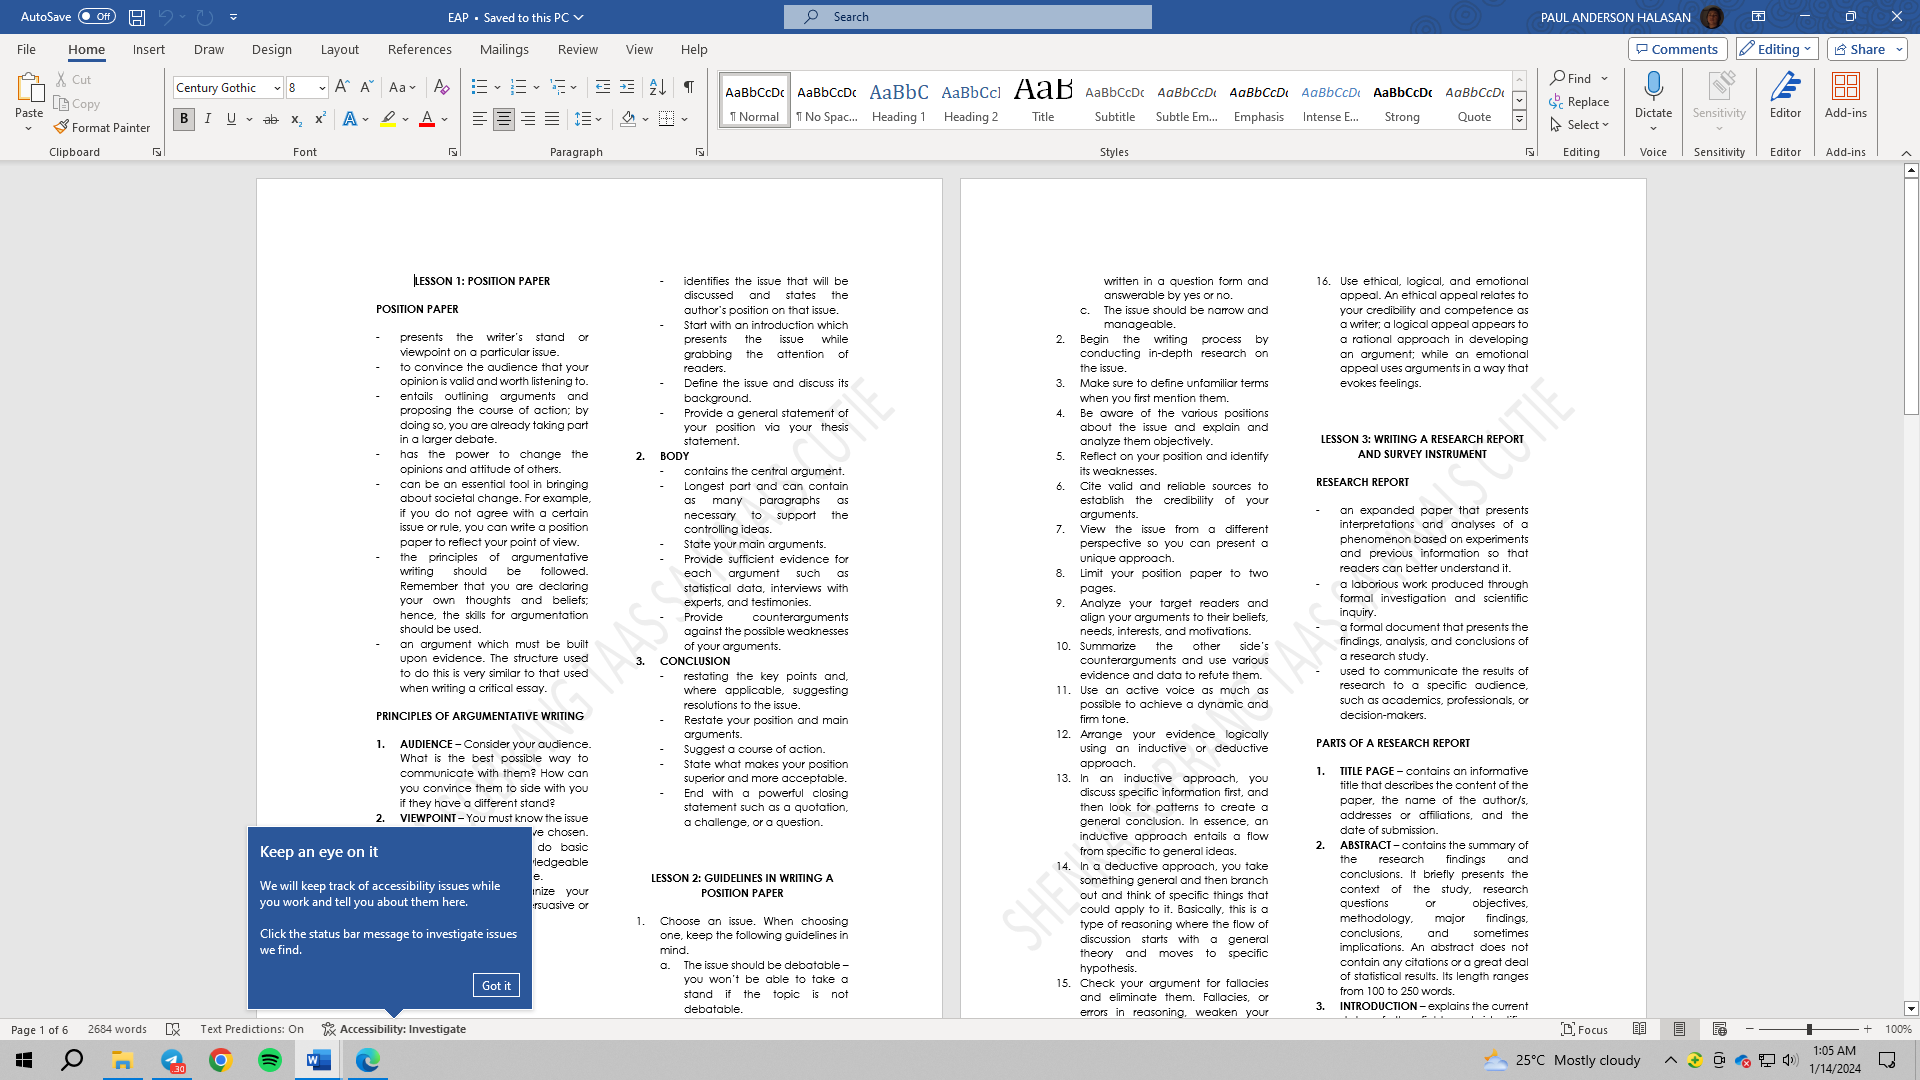 AutoSave Off
EAP • Saved to this PC
Search
PAUL ANDERSON HALASAN
File Home Insert Draw Design Layout References Mailings Review View Help
Comments Editing Share
Paste
Cut
Copy
Format Painter
Clipboard
Century Gothic 8
Font
Paragraph
AaBbCcDc AaBbCcDc AaBbC AaBbCcI AaB AaBbCcDc AaBbCcDc AaBbCcDc AaBbCcDc AaBbCcDc AaBbCcDc
¶ Normal ¶ No Spac... Heading 1 Heading 2 Title Subtitle Subtle Em... Emphasis Intense E... Strong Quote
Styles
Find
Replace
Select
Editing
Dictate
Voice
Sensitivity
Sensitivity
Editor
Editor
Add-ins
Add-ins
LESSON 1: POSITION PAPER
POSITION PAPER
- presents the writer's stand or
viewpoint on a particular issue.
- to convince the audience that your
opinion is valid and worth listening to.
- entails outlining arguments and
proposing the course of action; by
doing so, you are already taking part
in a larger debate.
- has the power to change the
opinions and attitude of others.
- can be an essential tool in bringing
about societal change. For example,
if you do not agree with a certain
issue or rule, you can write a position
paper to reflect your point of view.
- the principles of argumentative
writing should be followed.
Remember that you are declaring
your own thoughts and beliefs;
hence, the skills for argumentation
should be used.
- an argument which must be built
upon evidence. The structure used
to do this is very similar to that used
when writing a critical essay.
PRINCIPLES OF ARGUMENTATIVE WRITING
1. AUDIENCE – Consider your audience.
What is the best possible way to
communicate with them? How can
you convince them to side with you
if they have a different stand?
2. VIEWPOINT – You must know the issue
ve chosen.
do basic
ledgeable
e.
nize your
rsuasive or
- identifies the issue that will be
discussed and states the
author's position on that issue.
- Start with an introduction which
presents the issue while
grabbing the attention of
readers.
- Define the issue and discuss its
background.
- Provide a general statement of
your position via your thesis
statement.
2. BODY
- contains the central argument.
- Longest part and can contain
as many paragraphs as
necessary to support the
controlling ideas.
- State your main arguments.
- Provide sufficient evidence for
each argument such as
statistical data, interviews with
experts, and testimonies.
- Provide counterarguments
against the possible weaknesses
of your arguments.
3. CONCLUSION
- restating the key points and,
where applicable, suggesting
resolutions to the issue.
- Restate your position and main
arguments.
- Suggest a course of action.
- State what makes your position
superior and more acceptable.
- End with a powerful closing
statement such as a quotation,
a challenge, or a question.
LESSON 2: GUIDELINES IN WRITING A
POSITION PAPER
1. Choose an issue. When choosing
one, keep the following guidelines in
mind.
a. The issue should be debatable –
you won't be able to take a
stand if the topic is not
debatable.
written in a question form and
answerable by yes or no.
c. The issue should be narrow and
manageable.
2. Begin the writing process by
conducting in-depth research on
the issue.
3. Make sure to define unfamiliar terms
when you first mention them.
4. Be aware of the various positions
about the issue and explain and
analyze them objectively.
5. Reflect on your position and identify
its weaknesses.
6. Cite valid and reliable sources to
establish the credibility of your
arguments.
7. View the issue from a different
perspective so you can present a
unique approach.
8. Limit your position paper to two
pages.
9. Analyze your target readers and
align your arguments to their beliefs,
needs, interests, and motivations.
10. Summarize the other side's
counterarguments and use various
evidence and data to refute them.
11. Use an active voice as much as
possible to achieve a dynamic and
firm tone.
12. Arrange your evidence logically
using an inductive or deductive
approach.
13. In an inductive approach, you
discuss specific information first, and
then look for patterns to create a
general conclusion. In essence, an
inductive approach entails a flow
from specific to general ideas.
14. In a deductive approach, you take
something general and then branch
out and think of specific things that
could apply to it. Basically, this is a
type of reasoning where the flow of
discussion starts with a general
theory and moves to specific
hypothesis.
15. Check your argument for fallacies
and eliminate them. Fallacies, or
errors in reasoning, weaken your
16. Use ethical, logical, and emotional
appeal. An ethical appeal relates to
your credibility and competence as
a writer; a logical appeal appears to
a rational approach in developing
an argument; while an emotional
appeal uses arguments in a way that
evokes feelings.
LESSON 3: WRITING A RESEARCH REPORT
AND SURVEY INSTRUMENT
RESEARCH REPORT
- an expanded paper that presents
interpretations and analyses of a
phenomenon based on experiments
and previous information so that
readers can better understand it.
- a laborious work produced through
formal investigation and scientific
inquiry.
- a formal document that presents the
findings, analysis, and conclusions of
a research study.
- used to communicate the results of
research to a specific audience,
such as academics, professionals, or
decision-makers.
PARTS OF A RESEARCH REPORT
1. TITLE PAGE – contains an informative
title that describes the content of the
paper, the name of the author/s,
addresses or affiliations, and the
date of submission.
2. ABSTRACT – contains the summary of
the research findings and
conclusions. It briefly presents the
context of the study, research
questions or objectives,
methodology, major findings,
conclusions, and sometimes
implications. An abstract does not
contain any citations or a great deal
of statistical results. Its length ranges
from 100 to 250 words.
3. INTRODUCTION – explains the current
Keep an eye on it
We will keep track of accessibility issues while
you work and tell you about them here.
Click the status bar message to investigate issues
we find.
Got it
Page 1 of 6 2684 words Text Predictions: On Accessibility: Investigate
Focus 100%
.30
25°C Mostly cloudy
1:05 AM
1/14/2024